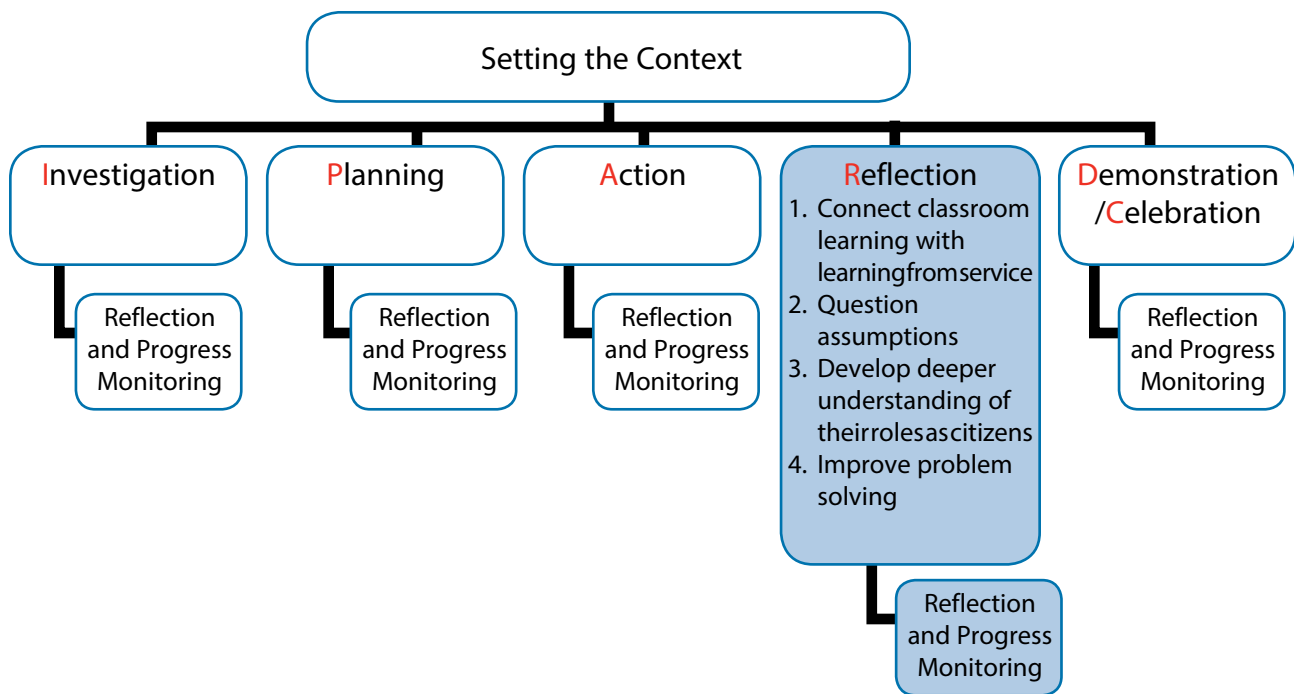 Setting the Context
Investigation
Reflection
and Progress
Monitoring
Planning
Reflection
and Progress
Monitoring
Action
Reflection
and Progress
Monitoring
Reflection
1. Connect classroom
learning with
learningfromservice
2. Question
assumptions
3. Develop deeper
understanding of
theirrolesascitizens
4. Improve problem
solving
Reflection
and Progress
Monitoring
Demonstration
/Celebration
Reflection
and Progress
Monitoring